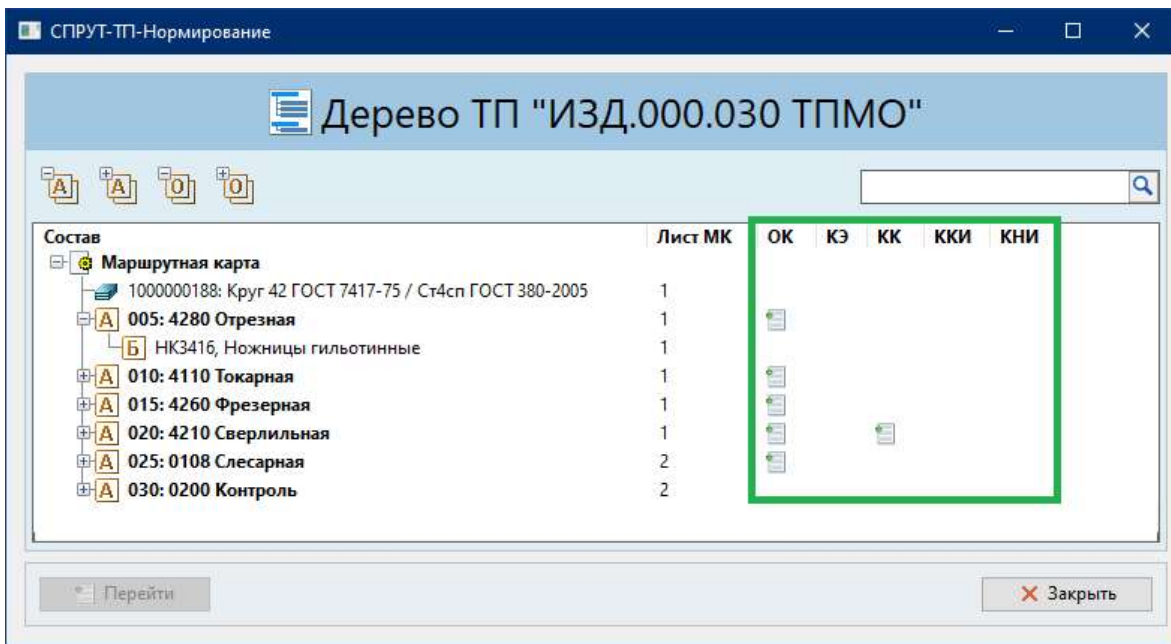 СПРУТ-ТП-Нормирование
Дерево ТП "ИЗД.000.030 ТПМО"
А А О О
Состав Лист МК ОК КЭ КК ККИ КНИ
Маршрутная карта
1000000188: Круг 42 ГОСТ 7417-75 / Ст4сп ГОСТ 380-2005 1
А 005: 4280 Отрезная 1
Б НК3416, Ножницы гильотинные 1
А 010: 4110 Токарная 1
А 015: 4260 Фрезерная 1
А 020: 4210 Сверлильная 1
А 025: 0108 Слесарная 2
А 030: 0200 Контроль 2
Перейти Закрыть